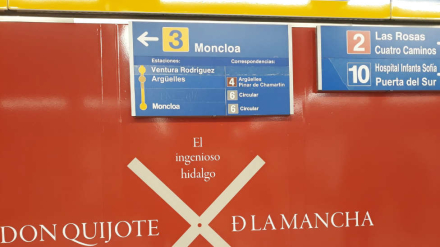 3 Moncloa
Estaciones: Correspondencias:
Ventura Rodríguez
Argüelles 4 Argüelles
Pinar de Chamartín
6 Circular
Moncloa 6 Circular
2 Las Rosas
Cuatro Caminos
10 Hospital Infanta Sofía
Puerta del Sur
El
ingenioso
hidalgo
DON QUIJOTE Đ LA MANCHA